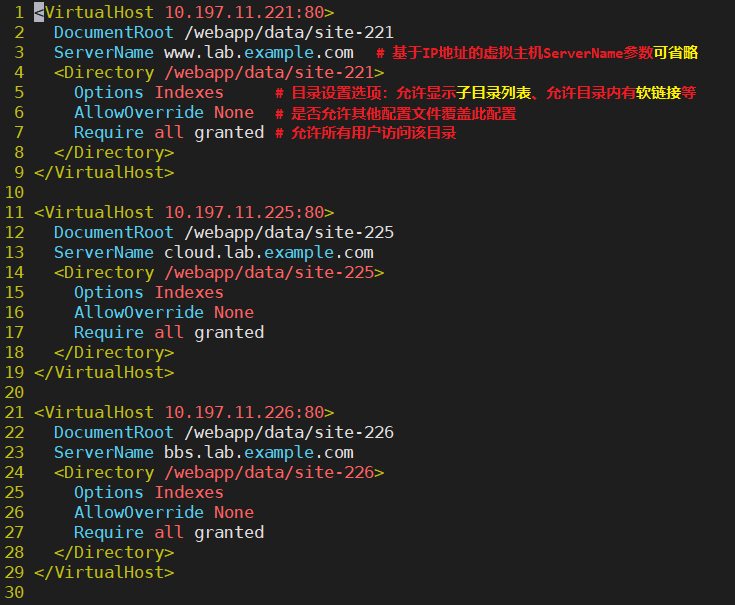 1 <VirtualHost 10.197.11.221:80>
2 DocumentRoot /webapp/data/site-221
3 ServerName www.lab.example.com # 基于IP地址的虚拟主机ServerName参数可省略
4 <Directory /webapp/data/site-221>
5 Options Indexes # 目录设置选项：允许显示子目录列表、允许目录内有软链接等
6 AllowOverride None # 是否允许其他配置文件覆盖此配置
7 Require all granted # 允许所有用户访问该目录
8 </Directory>
9 </VirtualHost>
10
11 <VirtualHost 10.197.11.225:80>
12 DocumentRoot /webapp/data/site-225
13 ServerName cloud.lab.example.com
14 <Directory /webapp/data/site-225>
15 Options Indexes
16 AllowOverride None
17 Require all granted
18 </Directory>
19 </VirtualHost>
20
21 <VirtualHost 10.197.11.226:80>
22 DocumentRoot /webapp/data/site-226
23 ServerName bbs.lab.example.com
24 <Directory /webapp/data/site-226>
25 Options Indexes
26 AllowOverride None
27 Require all granted
28 </Directory>
29 </VirtualHost>
30